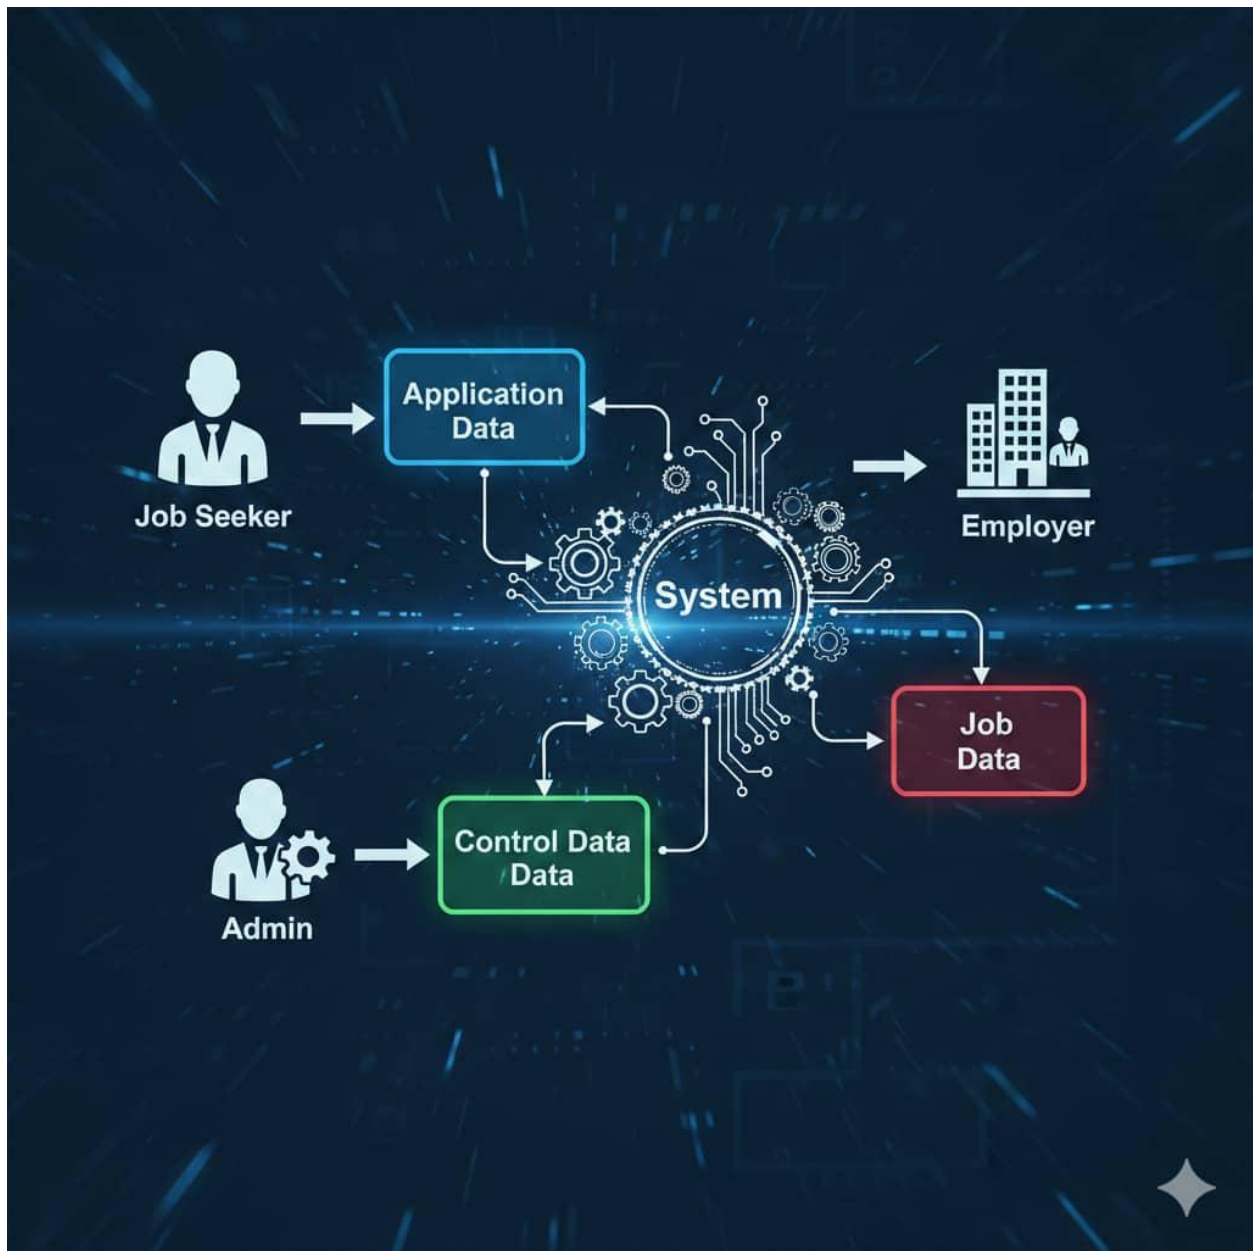 Application
Data
Job Seeker
Employer
System
Job
Data
Control Data
Data
Admin